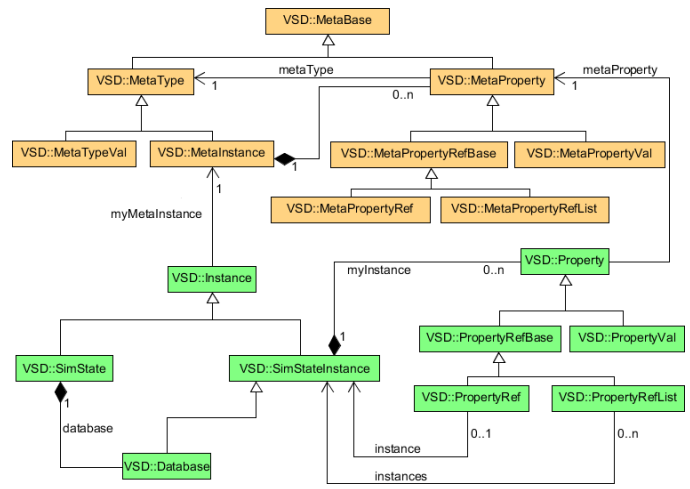 VSD::MetaBase
metaType
metaProperty
VSD::MetaType
1
VSD::MetaProperty
1
0..n
VSD::MetaTypeVal
VSD::MetaInstance
1
VSD::MetaPropertyRefBase
VSD::MetaPropertyVal
1
VSD::MetaPropertyRef
VSD::MetaPropertyRefList
myMetaInstance
VSD::Instance
myInstance
0..n
VSD::Property
1
VSD::PropertyRefBase
VSD::PropertyVal
VSD::SimState
VSD::SimStateInstance
1
VSD::PropertyRef
VSD::PropertyRefList
database
0..1
0..n
instance
VSD::Database
instances